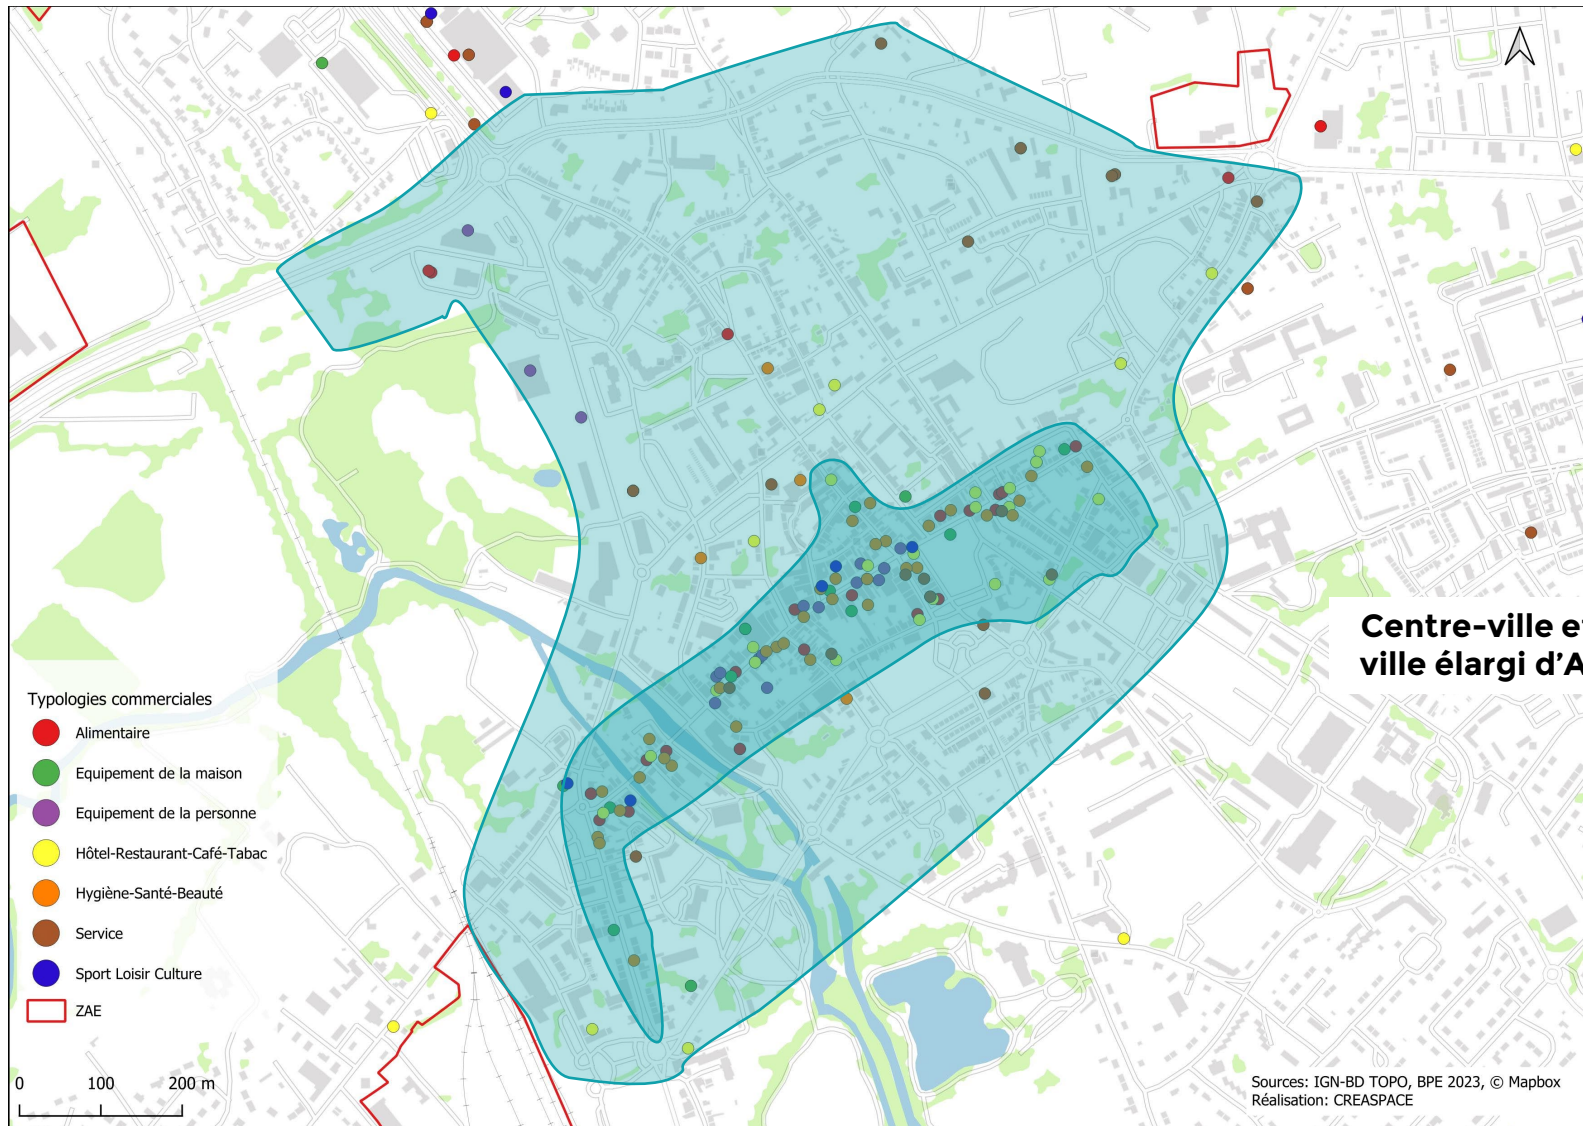 Centre-ville et
ville élargi d'A
Typologies commerciales
Alimentaire
Equipement de la maison
Equipement de la personne
Hôtel-Restaurant-Café-Tabac
Hygiène-Santé-Beauté
Service
Sport Loisir Culture
ZAE
0 100 200 m
Sources: IGN-BD TOPO, BPE 2023, © Mapbox
Réalisation: CREASPACE